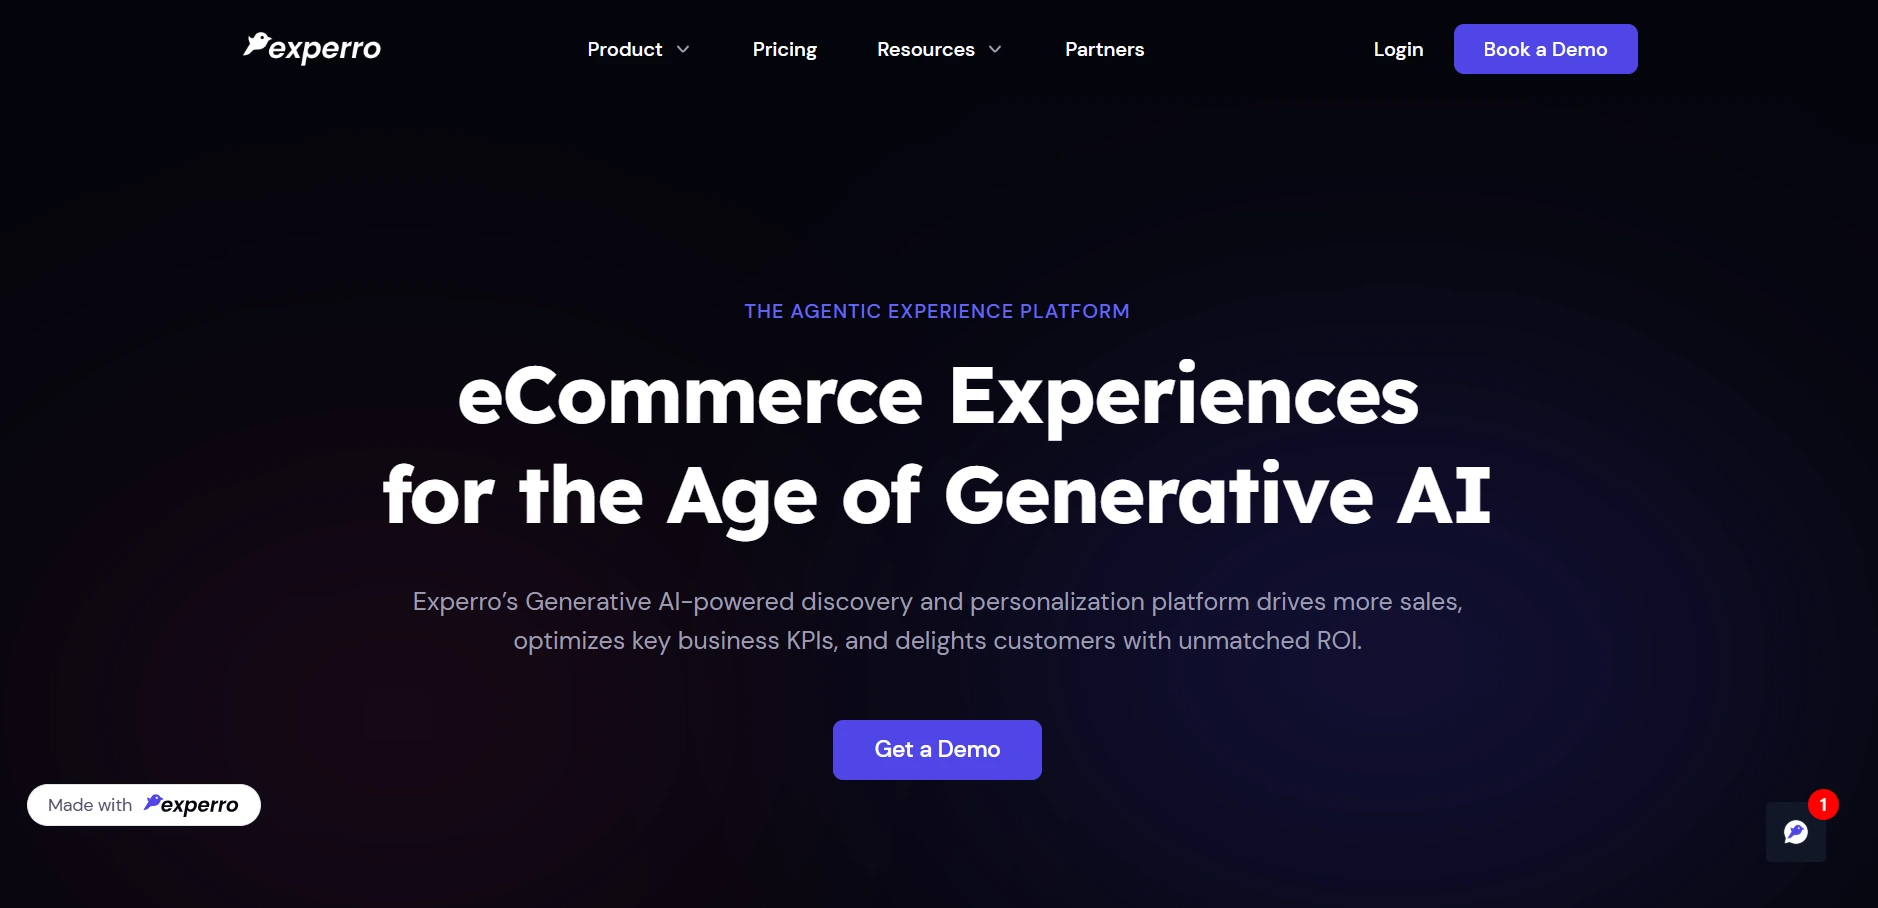 experro
Product
Pricing
Resources
Partners
Login
Book a Demo
THE AGENTIC EXPERIENCE PLATFORM
eCommerce Experiences
for the Age of Generative AI
Experro’s Generative AI-powered discovery and personalization platform drives more sales,
optimizes key business KPIs, and delights customers with unmatched ROI.
Get a Demo
Made with experro
1